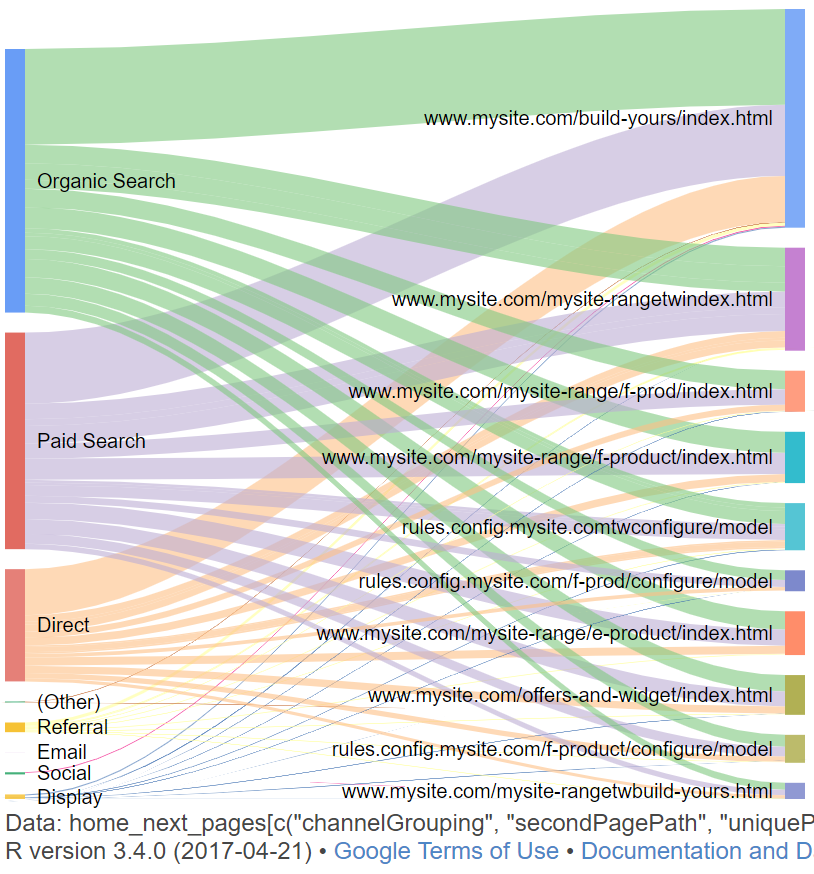 www.mysite.com/build-yours/index.html
Organic Search
www.mysite.com/mysite-rangetwindex.html
www.mysite.com/mysite-range/f-prod/index.html
Paid Search
www.mysite.com/mysite-range/f-product/index.html
rules.config.mysite.comtwconfigure/model
rules.config.mysite.com/f-prod/configure/model
Direct
www.mysite.com/mysite-range/e-product/index.html
www.mysite.com/offers-and-widget/index.html
(Other)
Referral
rules.config.mysite.com/f-product/configure/model
Email
Social
www.mysite.com/mysite-rangetwbuild-yours.html
Display
Data: home_next_pages[c("channelGrouping", "secondPagePath", "uniqueP
R version 3.4.0 (2017-04-21) • Google Terms of Use • Documentation and D